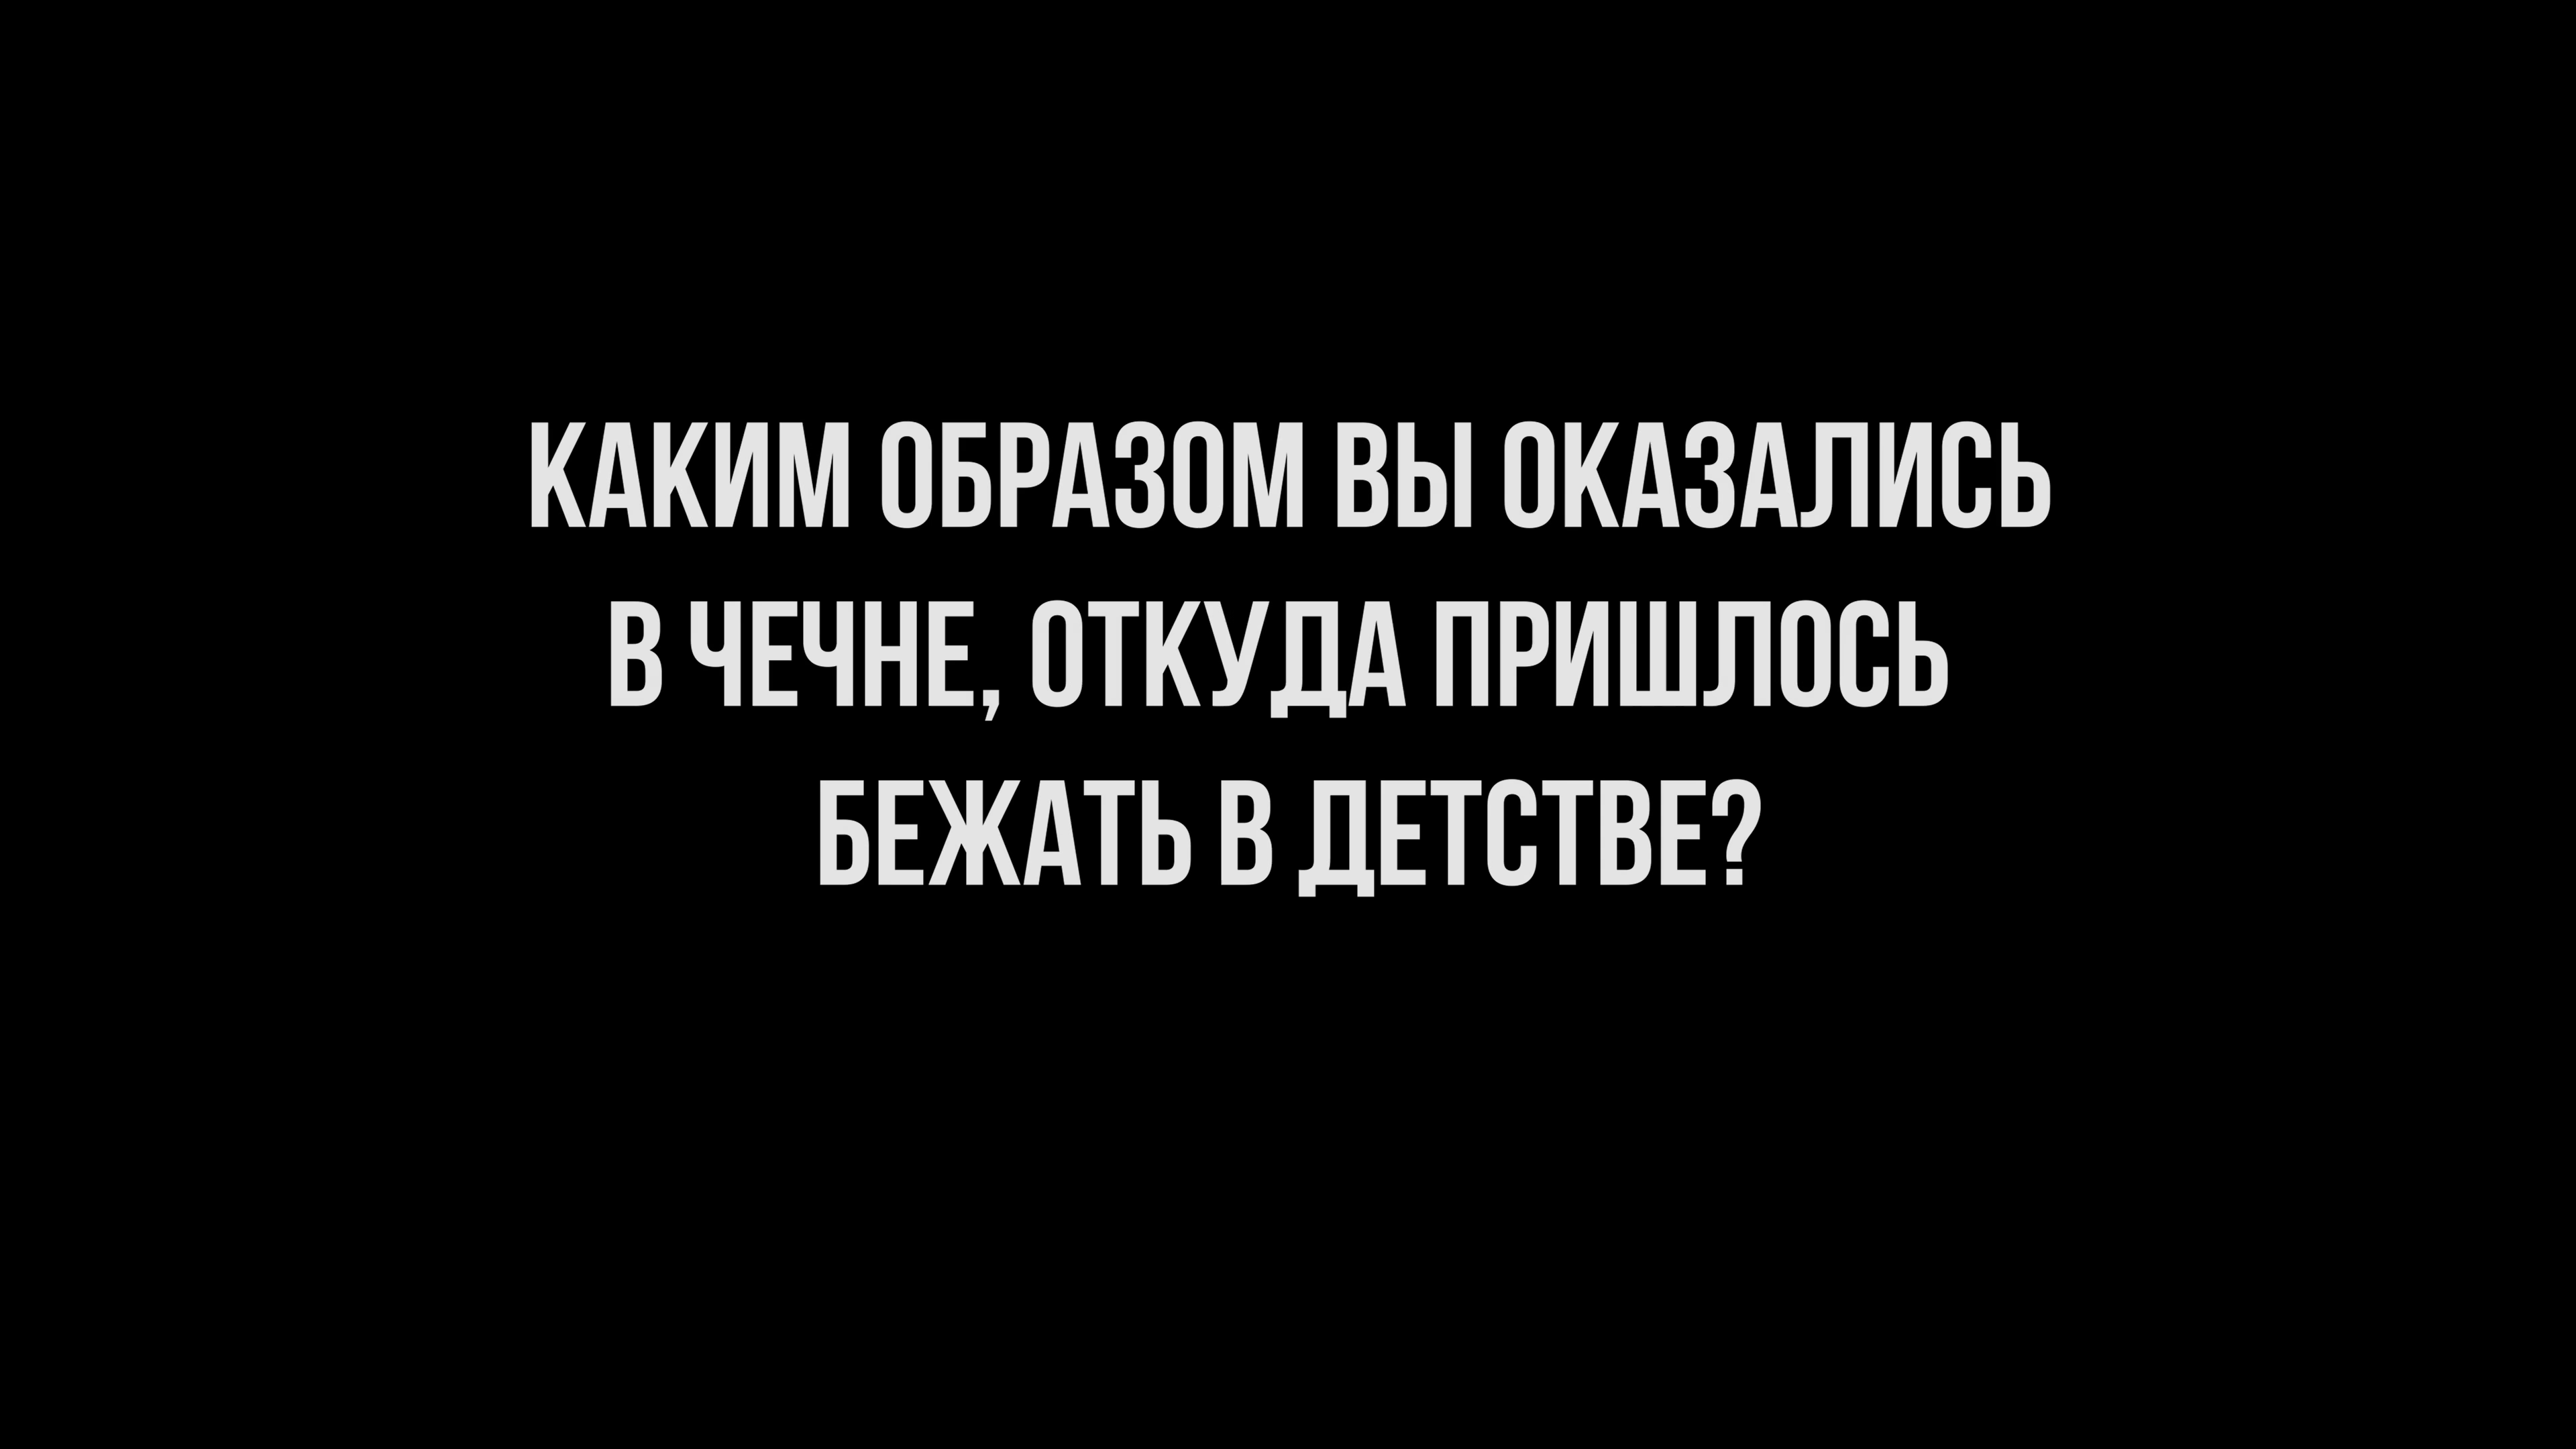 КАКИМ ОБРАЗОМ ВЫ ОКАЗАЛИСЬ
В ЧЕЧНЕ, ОТКУДА ПРИШЛОСЬ
БЕЖАТЬ В ДЕТСТВЕ?